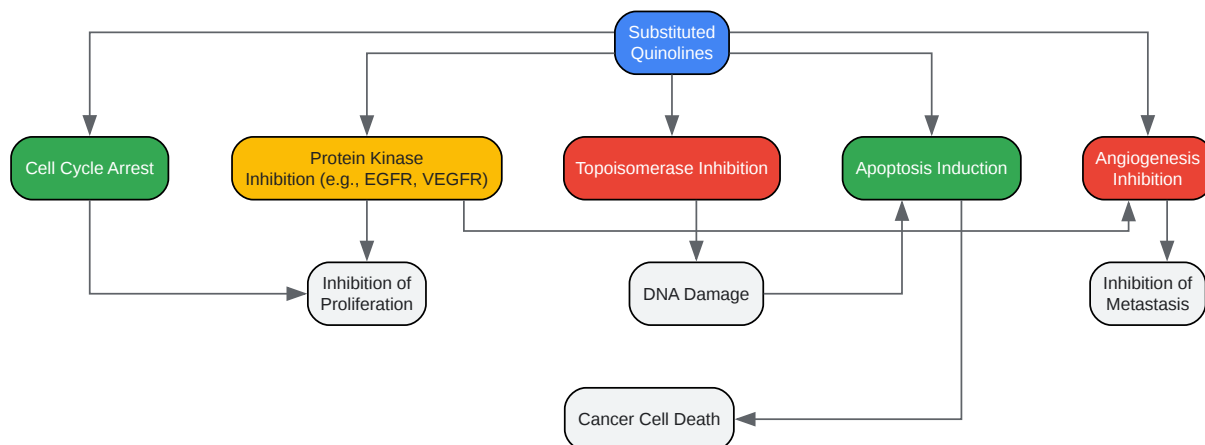 Substituted
Quinolines
Cell Cycle Arrest
Protein Kinase
Inhibition (e.g., EGFR, VEGFR)
Topoisomerase Inhibition
Apoptosis Induction
Angiogenesis
Inhibition
Inhibition of
Proliferation
DNA Damage
Inhibition of
Metastasis
Cancer Cell Death